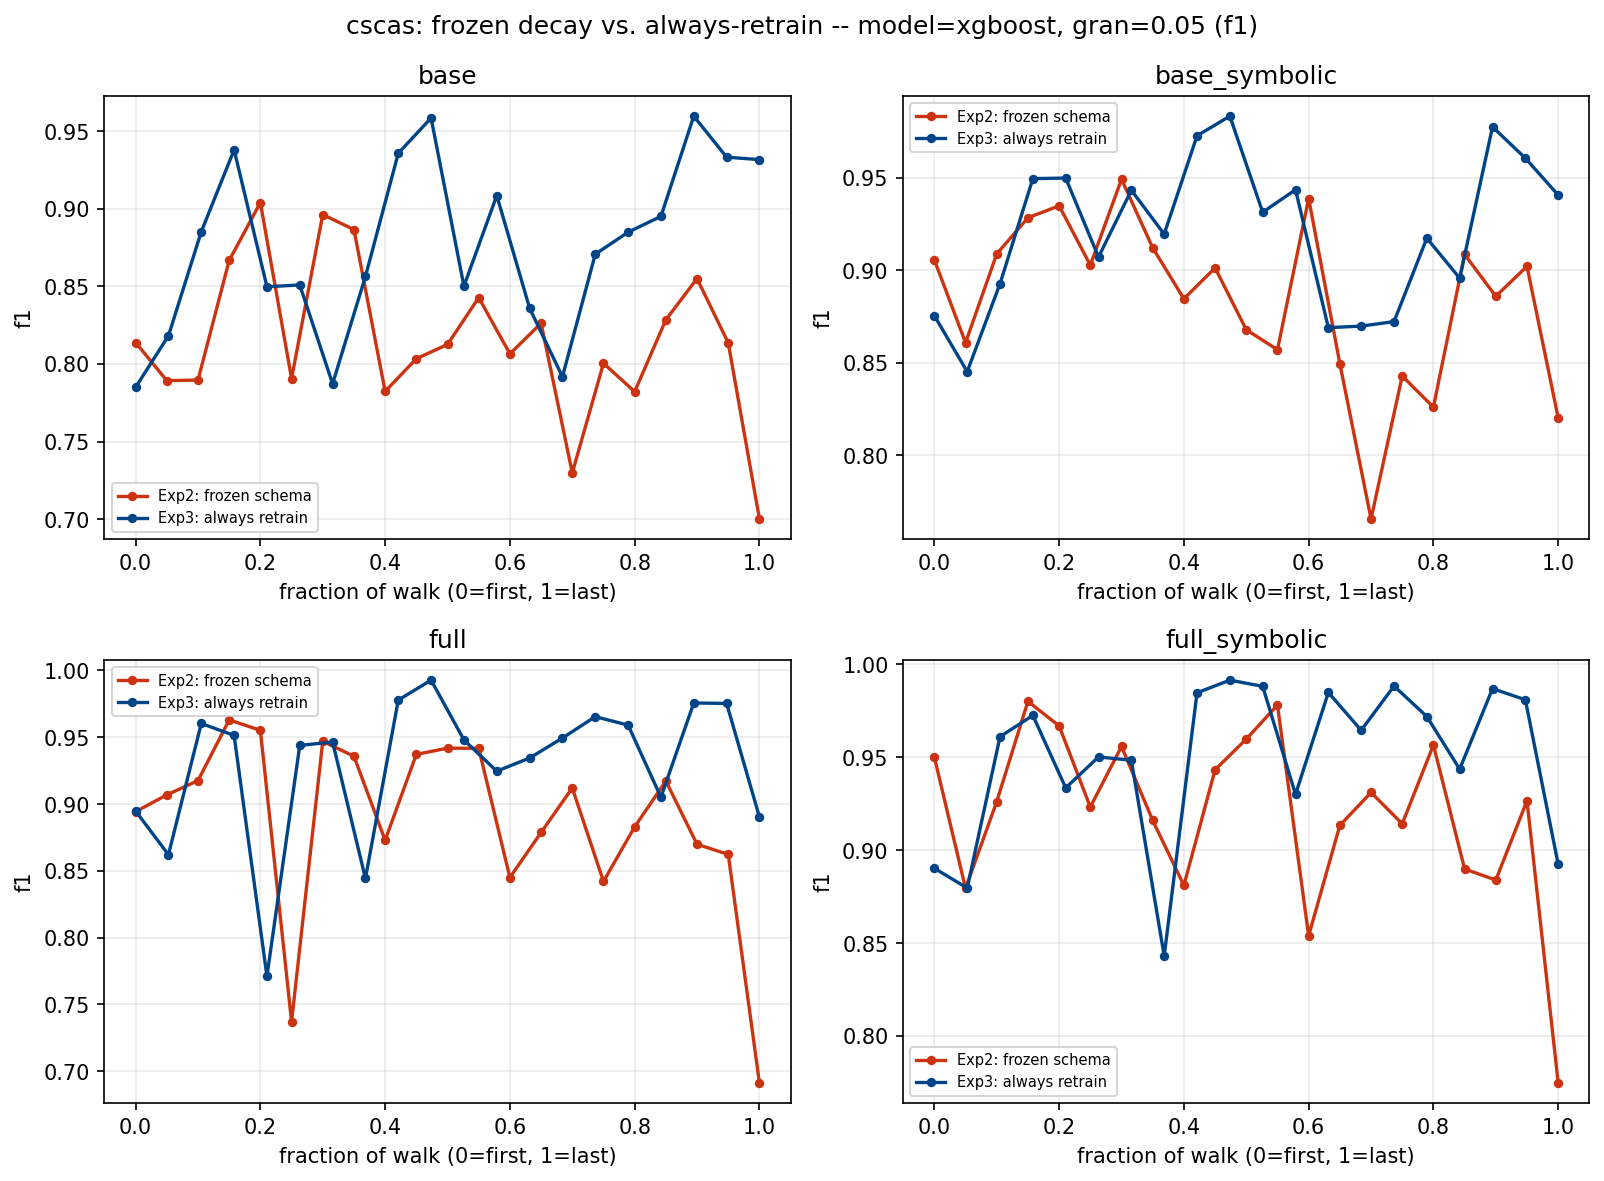 cscas: frozen decay vs. always-retrain -- model=xgboost, gran=0.05 (f1)
base
f1
0.95
0.90
0.85
0.80
0.75
0.70
Exp2: frozen schema
Exp3: always retrain
0.0 0.2 0.4 0.6 0.8 1.0
fraction of walk (0=first, 1=last)
base_symbolic
f1
0.95
0.90
0.85
0.80
Exp2: frozen schema
Exp3: always retrain
0.0 0.2 0.4 0.6 0.8 1.0
fraction of walk (0=first, 1=last)
full
f1
1.00
0.95
0.90
0.85
0.80
0.75
0.70
Exp2: frozen schema
Exp3: always retrain
0.0 0.2 0.4 0.6 0.8 1.0
fraction of walk (0=first, 1=last)
full_symbolic
f1
1.00
0.95
0.90
0.85
0.80
Exp2: frozen schema
Exp3: always retrain
0.0 0.2 0.4 0.6 0.8 1.0
fraction of walk (0=first, 1=last)